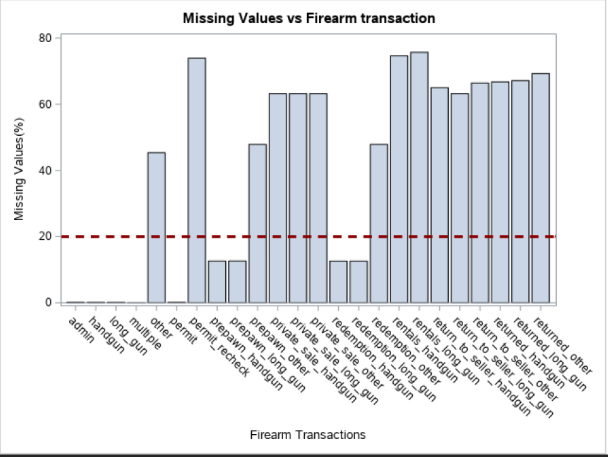 Missing Values vs Firearm transaction
Missing Values(%)
80
60
40
20
0
admin
handgun
long_gun
multiple
other
permit
permit_recheck
prepawn_handgun
prepawn_long_gun
prepawn_other
private_sale_handgun
private_sale_long_gun
private_sale_other
redemption_handgun
redemption_long_gun
redemption_other
rentals_handgun
rentals_long_gun
return_to_seller_handgun
return_to_seller_long_gun
return_to_seller_other
returned_handgun
returned_long_gun
returned_other
Firearm Transactions